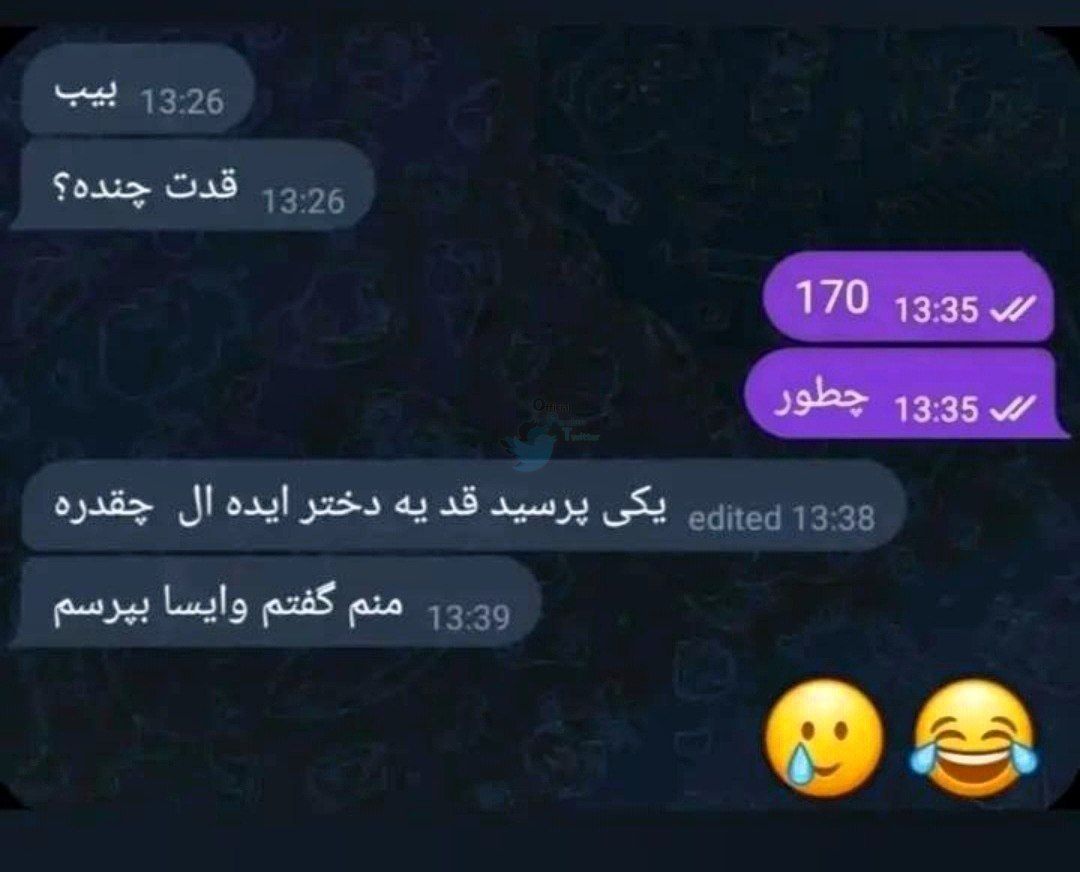 بیب 13:26
قدت چنده؟ 13:26
170 13:35
چطور 13:35
Twitter
یکی پرسید قد یه دختر ایده ال چقدره edited 13:38
منم گفتم وایسا بپرسم 13:39